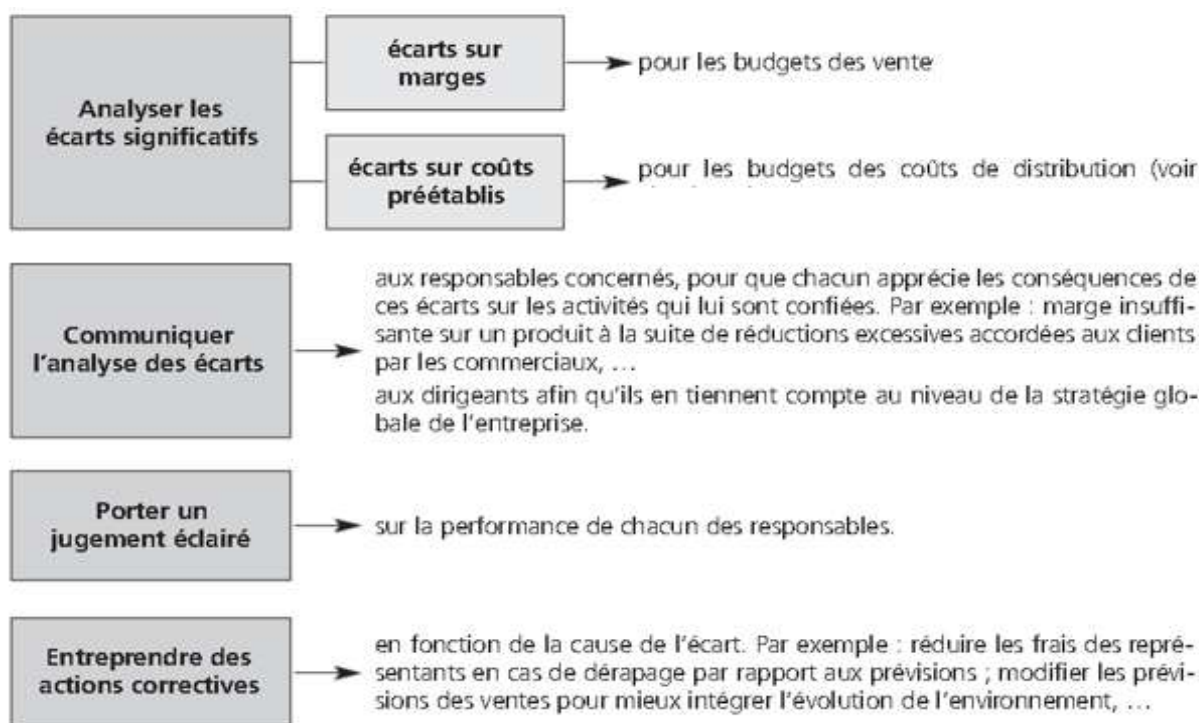 Analyser les
écarts significatifs
écarts sur
marges
pour les budgets des vente
écarts sur coûts
préétablis
pour les budgets des coûts de distribution (voir
Communiquer
l'analyse des écarts
aux responsables concernés, pour que chacun apprécie les conséquences de
ces écarts sur les activités qui lui sont confiées. Par exemple : marge insuffi-
sante sur un produit à la suite de réductions excessives accordées aux clients
par les commerciaux, …
aux dirigeants afin qu'ils en tiennent compte au niveau de la stratégie glo-
bale de l'entreprise.
Porter un
jugement éclairé
sur la performance de chacun des responsables.
Entreprendre des
actions correctives
en fonction de la cause de l'écart. Par exemple : réduire les frais des repré-
sentants en cas de dérapage par rapport aux prévisions ; modifier les prévi-
sions des ventes pour mieux intégrer l'évolution de l'environnement, …